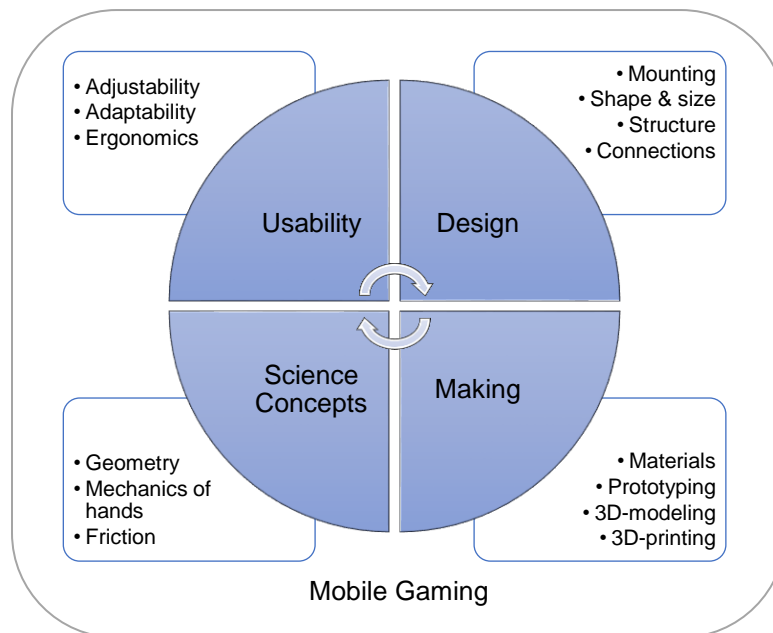 • Adjustability
• Adaptability
• Ergonomics
• Mounting
• Shape & size
• Structure
• Connections
Usability
Design
Science
Concepts
Making
• Geometry
• Mechanics of
hands
• Friction
• Materials
• Prototyping
• 3D-modeling
• 3D-printing
Mobile Gaming